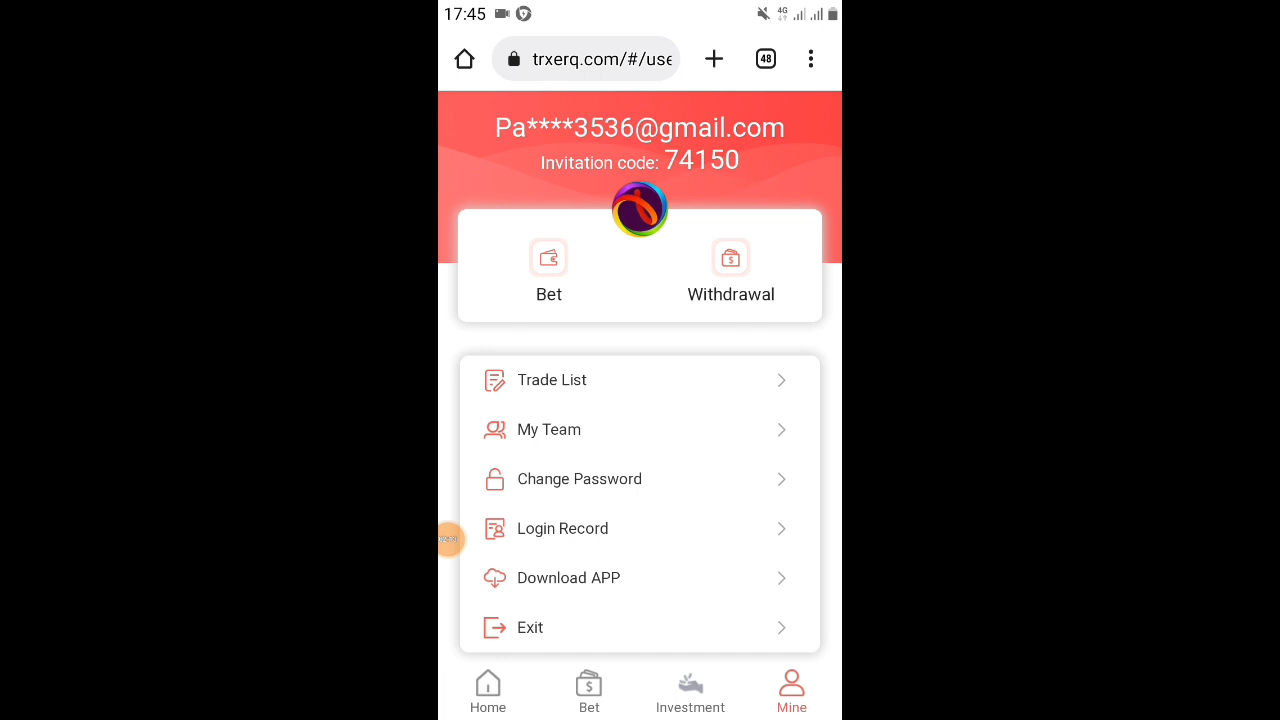 17:45
4G
trxerq.com/#/use
48
Pa****3536@gmail.com
Invitation code: 74150
Bet
Withdrawal
Trade List
My Team
Change Password
Login Record
Download APP
Exit
Home
Bet
Investment
Mine